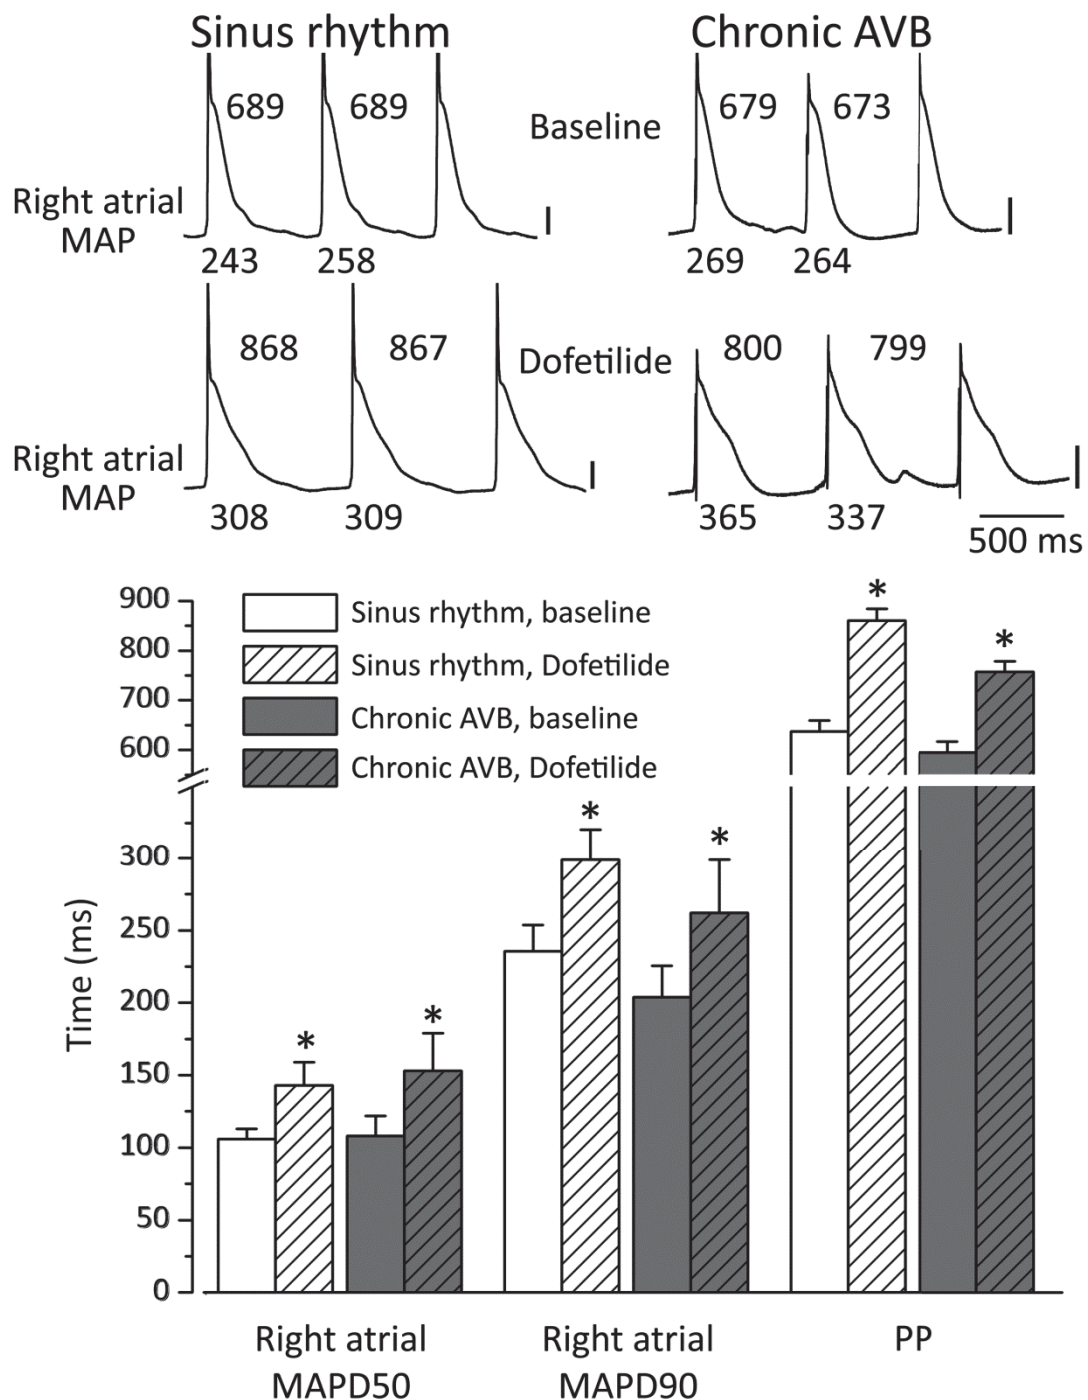 Sinus rhythm
Chronic AVB
689 689
Baseline
679 673
Right atrial
MAP
243 258
269 264
868 867
Dofetilide
800 799
Right atrial
MAP
308 309
365 337
500 ms
900
800
700
600
300
250
200
150
100
50
0
Time (ms)
Sinus rhythm, baseline
Sinus rhythm, Dofetilide
Chronic AVB, baseline
Chronic AVB, Dofetilide
* *
* *
* *
Right atrial
MAPD50
Right atrial
MAPD90
PP